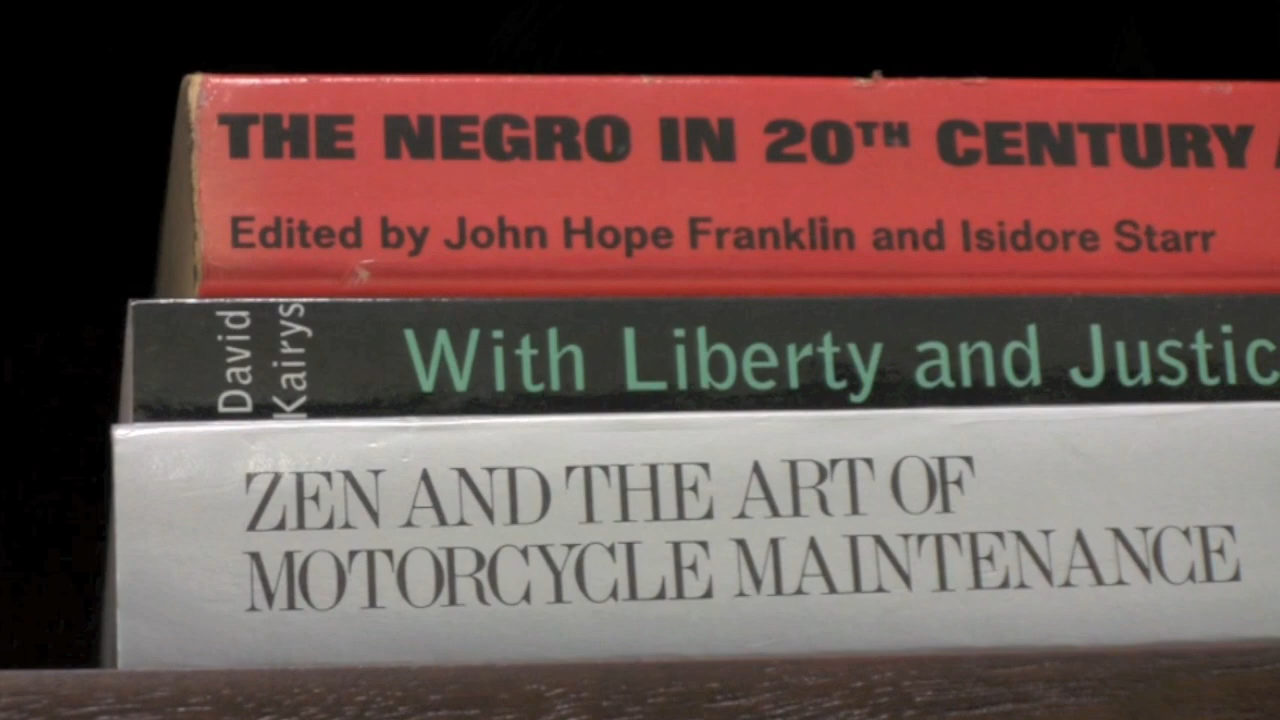 THE NEGRO IN 20TH CENTURY
Edited by John Hope Franklin and Isidore Starr
David
Kairys
With Liberty and Justic
ZEN AND THE ART OF
MOTORCYCLE MAINTENANCE